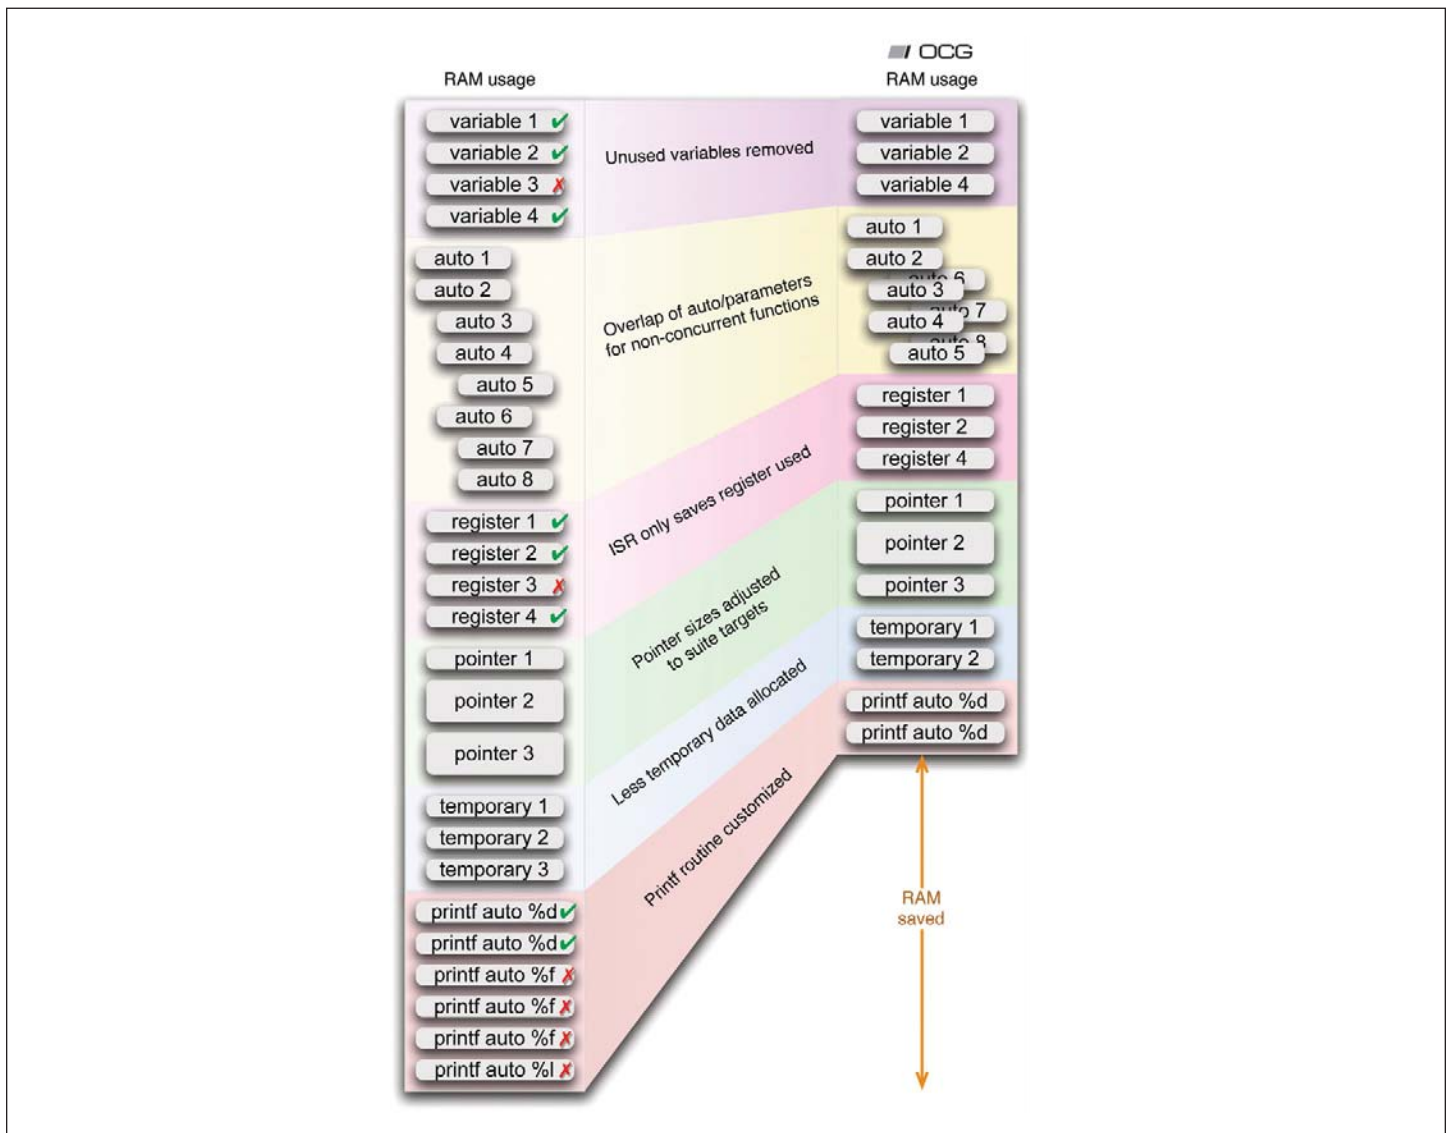 OCG
RAM usage
RAM usage
variable 1
variable 2
variable 3
variable 4
auto 1
auto 2
auto 3
auto 4
auto 5
auto 6
auto 7
auto 8
register 1
register 2
register 3
register 4
pointer 1
pointer 2
pointer 3
temporary 1
temporary 2
temporary 3
printf auto %d
printf auto %d
printf auto %f
printf auto %f
printf auto %f
printf auto %l
Unused variables removed
Overlap of auto/parameters
for non-concurrent functions
ISR only saves register used
Pointer sizes adjusted
to suite targets
Less temporary data allocated
Printf routine customized
variable 1
variable 2
variable 4
auto 1
auto 2
auto 6
auto 3
auto 7
auto 4
auto 8
auto 5
register 1
register 2
register 4
pointer 1
pointer 2
pointer 3
temporary 1
temporary 2
printf auto %d
printf auto %d
RAM
saved